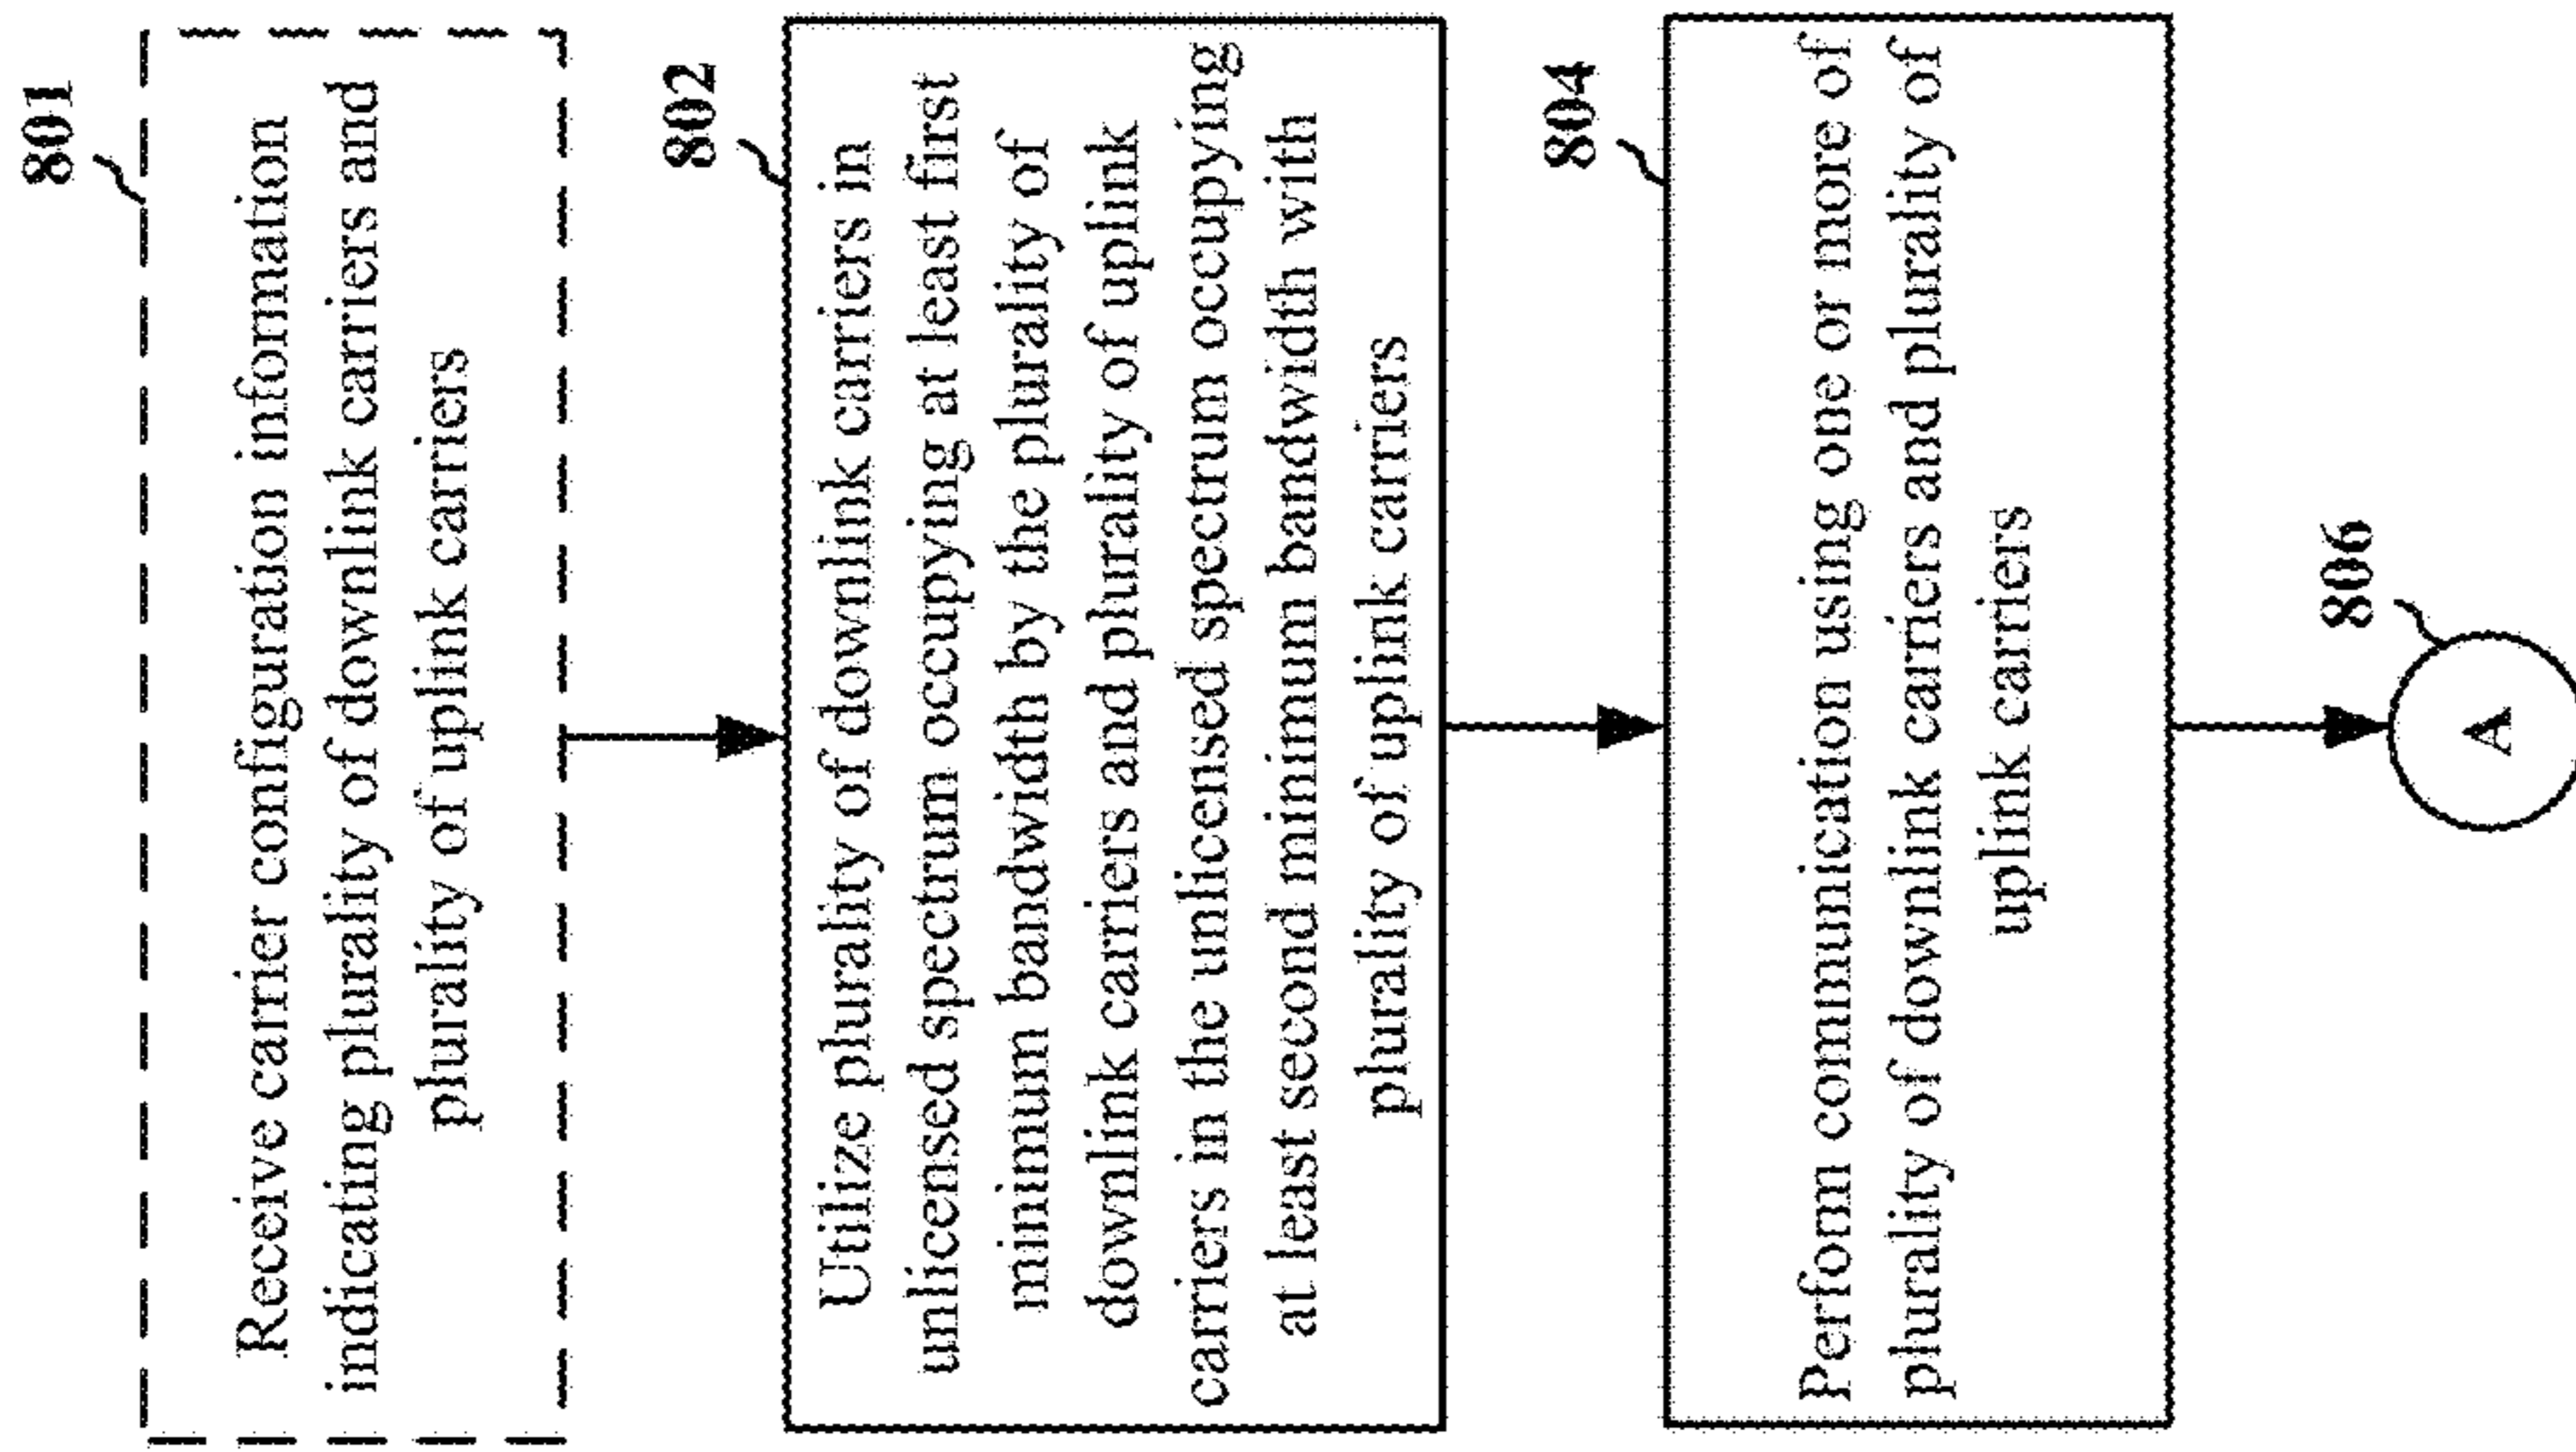 801
Receive carrier configuration information
indicating plurality of downlink carriers and
plurality of uplink carriers
802
Utilize plurality of downlink carriers in
unlicensed spectrum occupying at least first
minimum bandwidth by the plurality of
downlink carriers and plurality of uplink
carriers in the unlicensed spectrum occupying
at least second minimum bandwidth with
plurality of uplink carriers
804
Perform communication using one or more of
plurality of downlink carriers and plurality of
uplink carriers
806
A